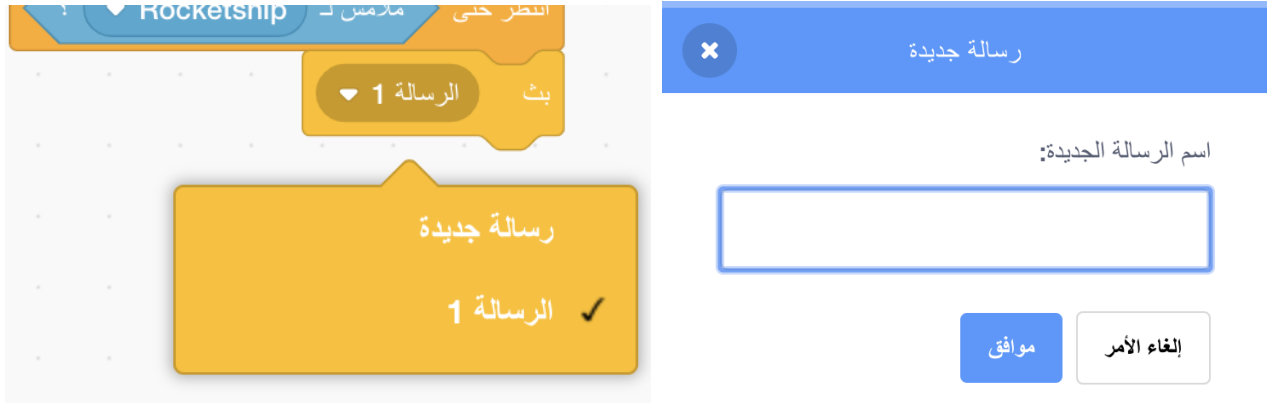 انتظر حتى ملامس لـ Rocketship ؟
بث الرسالة 1
رسالة جديدة
✓ الرسالة 1
رسالة جديدة
اسم الرسالة الجديدة:
إلغاء الأمر
موافق